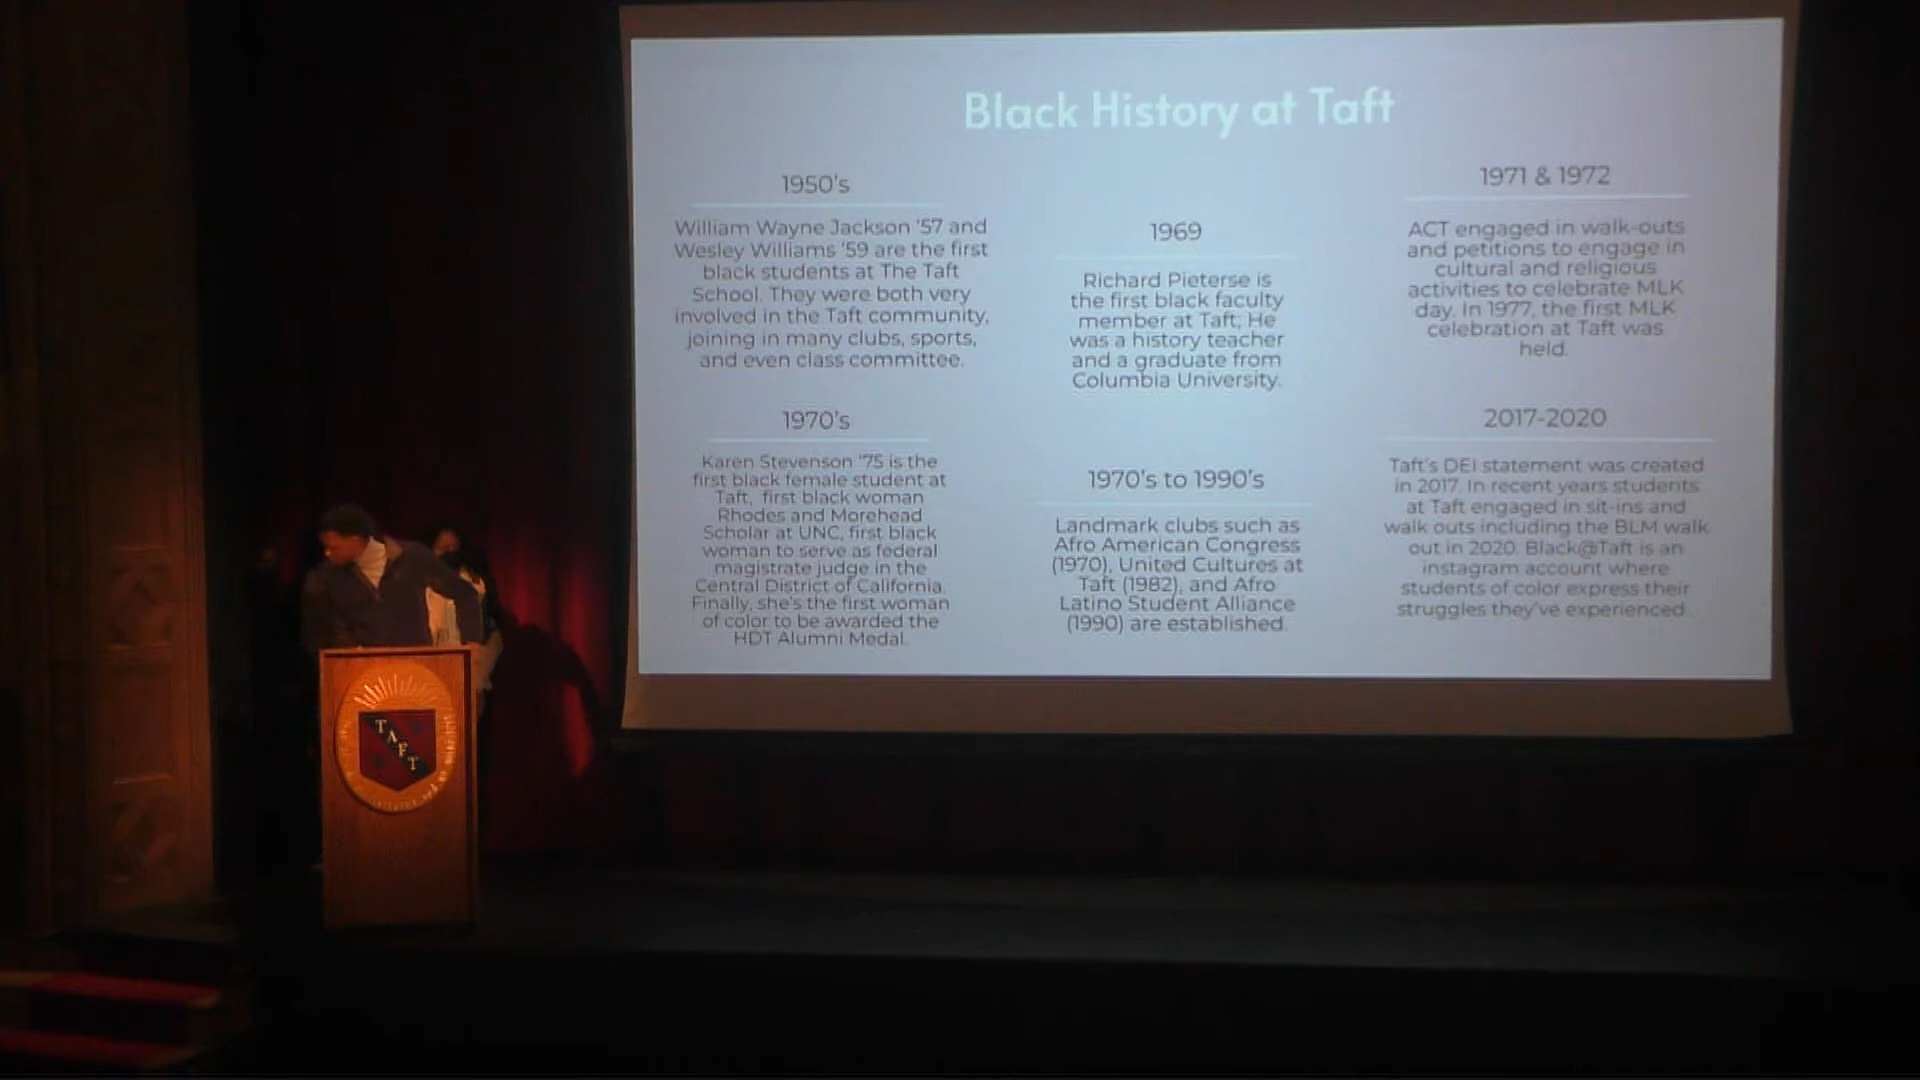 Black History at Taft
1950's
William Wayne Jackson '57 and
Wesley Williams '59 are the first
black students at The Taft
School. They were both very
involved in the Taft community,
joining in many clubs, sports,
and even class committee.
1969
Richard Pieterse is
the first black faculty
member at Taft; He
was a history teacher
and a graduate from
Columbia University.
1971 & 1972
ACT engaged in walk-outs
and petitions to engage in
cultural and religious
activities to celebrate MLK
day. In 1977, the first MLK
celebration at Taft was
held.
1970's
Karen Stevenson '75 is the
first black female student at
Taft, first black woman
Rhodes and Morehead
Scholar at UNC, first black
woman to serve as federal
magistrate judge in the
Central District of California.
Finally, she's the first woman
of color to be awarded the
HDT Alumni Medal.
1970's to 1990's
Landmark clubs such as
Afro American Congress
(1970), United Cultures at
Taft (1982), and Afro
Latino Student Alliance
(1990) are established.
2017-2020
Taft's DEI statement was created
in 2017. In recent years students
at Taft engaged in sit-ins and
walk outs including the BLM walk
out in 2020. Black@Taft is an
instagram account where
students of color express their
struggles they've experienced
TAFT